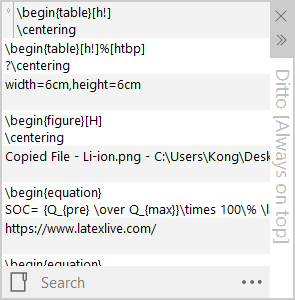 \begin{table}[h!]
\centering
\begin{table}[h!]%[htbp]
?\centering
width=6cm,height=6cm
\begin{figure}[H]
\centering
Copied File - Li-ion.png - C:\Users\Kong\Desk
\begin{equation}
SOC= {Q_{pre} \over Q_{max}}\times 100\% \l
https://www.latexlive.com/
\begin{equation}
Search
Ditto [Always on top]